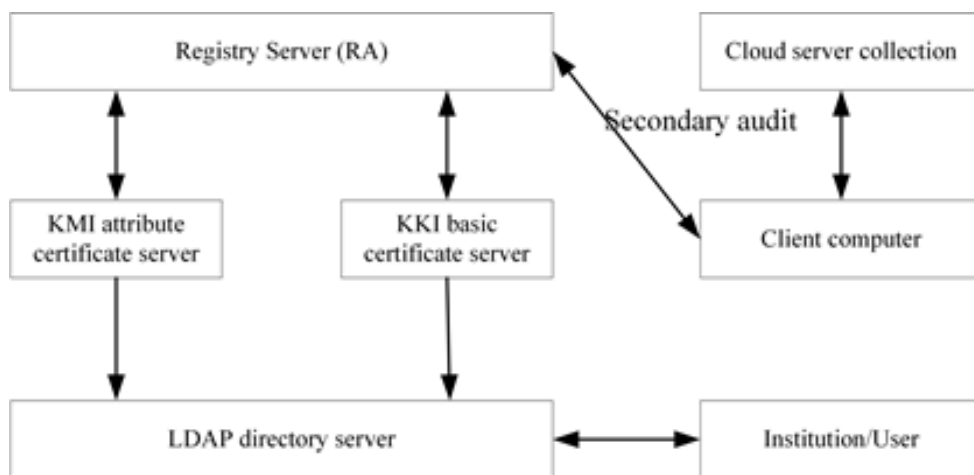 Registry Server (RA)
Cloud server collection
Secondary audit
KMI attribute
certificate server
KKI basic
certificate server
Client computer
LDAP directory server
Institution/User